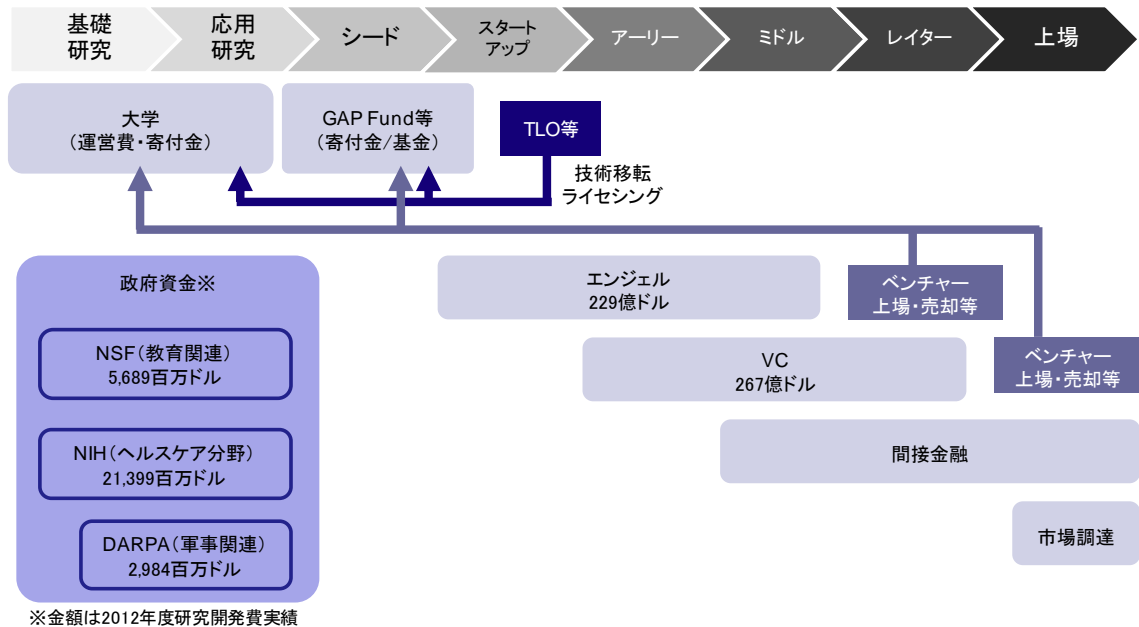 基礎
研究
応用
研究
シード
スタート
アップ
アーリー
ミドル
レイター
上場
大学
(運営費・寄付金)
GAP Fund等
(寄付金/基金)
TLO等
技術移転
ライセシング
政府資金※
エンジェル
229億ドル
ベンチャー
上場・売却等
NSF(教育関連)
5,689百万ドル
VC
267億ドル
ベンチャー
上場・売却等
NIH(ヘルスケア分野)
21,399百万ドル
間接金融
DARPA(軍事関連)
2,984百万ドル
市場調達
※金額は2012年度研究開発費実績